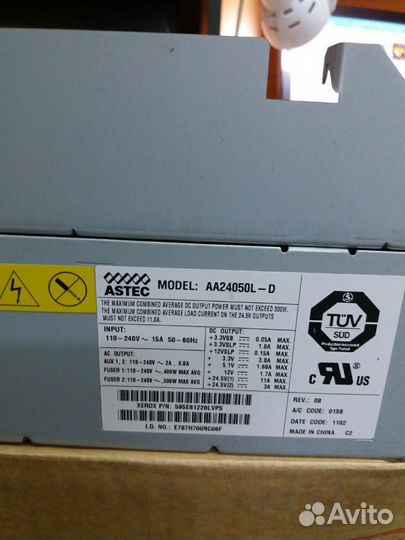 ASTEC
MODEL: AA24050L-D
THE MAXIMUM COMBINED AVERAGE DC OUTPUT POWER MUST NOT EXCEED 300W.
THE MAXIMUM COMBINED AVERAGE LOAD CURRENT ON THE 24.5V OUTPUTS
MUST NOT EXCEED 11.8A.
INPUT:
110-240V~ 15A 50-60Hz
AC OUTPUT:
AUX 1, 2: 110-240V ~ 2A , 0.8A
FUSER 1: 110-240V~, 400W MAX AVG
FUSER 2: 110-240V~, 300W MAX AVG
DC OUTPUT:
+3.3VSB 0.05A MAX.
+3.3VSLP 1.6A MAX.
+12VSLP 0.15A MAX.
+ 3.3V 3.8A MAX.
+ 5.1V 1.68A MAX.
+ 12V 1.7A MAX.
+24.5V(1) 11A MAX.
+24.5V(2) 3A MAX.
XEROX P/N: 505E81220LVPS
I.D. NO.: E787H700NC08F
TÜV
SÜD
Production monitored
Type Tested
C US
REV.: 08
A/C CODE: 0158
DATE CODE: 1102
MADE IN CHINA C2
Avito